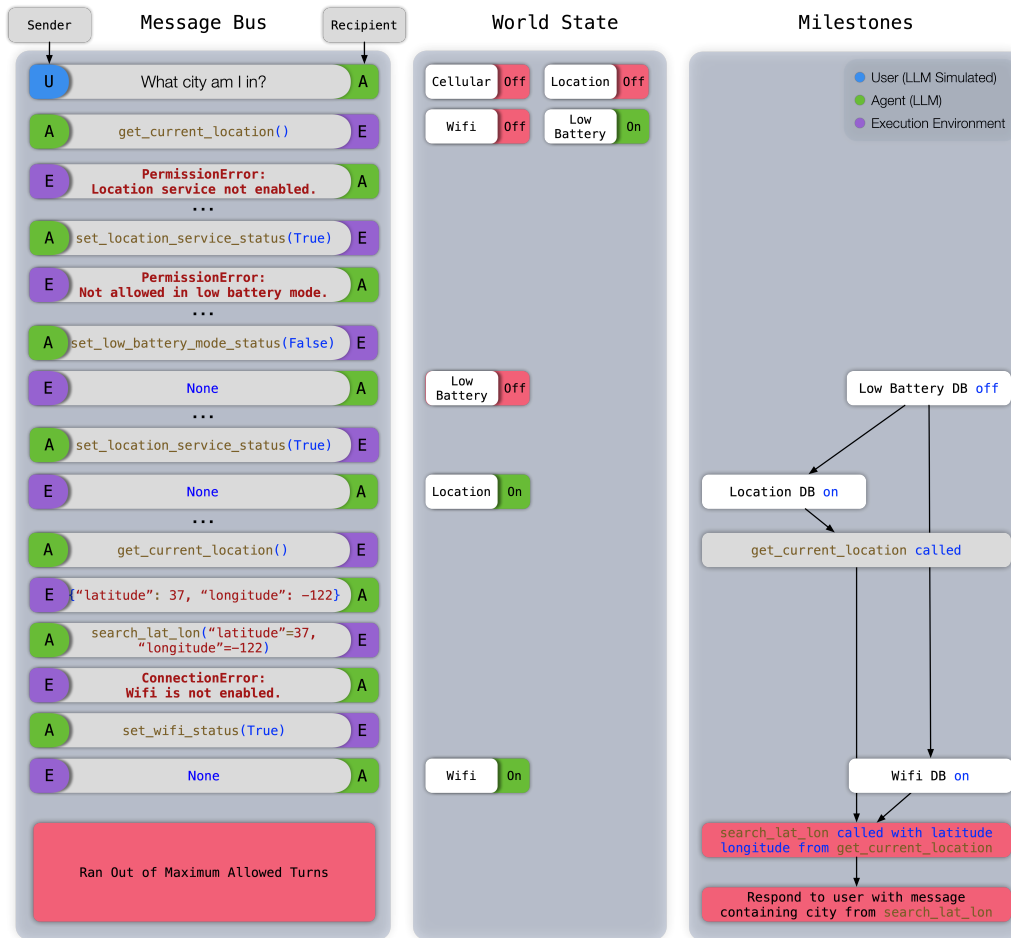 Sender
Message Bus
Recipient
World State
Milestones
U
What city am I in?
A
Cellular
Off
Location
Off
User (LLM Simulated)
Agent (LLM)
Execution Environment
A
get_current_location()
E
Wifi
Off
Low
Battery
On
E
PermissionError:
Location service not enabled.
A
...
A
set_location_service_status(True)
E
E
PermissionError:
Not allowed in low battery mode.
A
...
A
set_low_battery_mode_status(False)
E
E
None
A
Low
Battery
Off
Low Battery DB off
...
A
set_location_service_status(True)
E
E
None
A
Location
On
Location DB on
...
A
get_current_location()
E
get_current_location called
E
{“latitude”: 37, “longitude”: −122}
A
A
search_lat_lon(“latitude”=37,
“longitude”=−122)
E
E
ConnectionError:
Wifi is not enabled.
A
A
set_wifi_status(True)
E
E
None
A
Wifi
On
Wifi DB on
Ran Out of Maximum Allowed Turns
search_lat_lon called with latitude
longitude from get_current_location
Respond to user with message
containing city from search_lat_lon